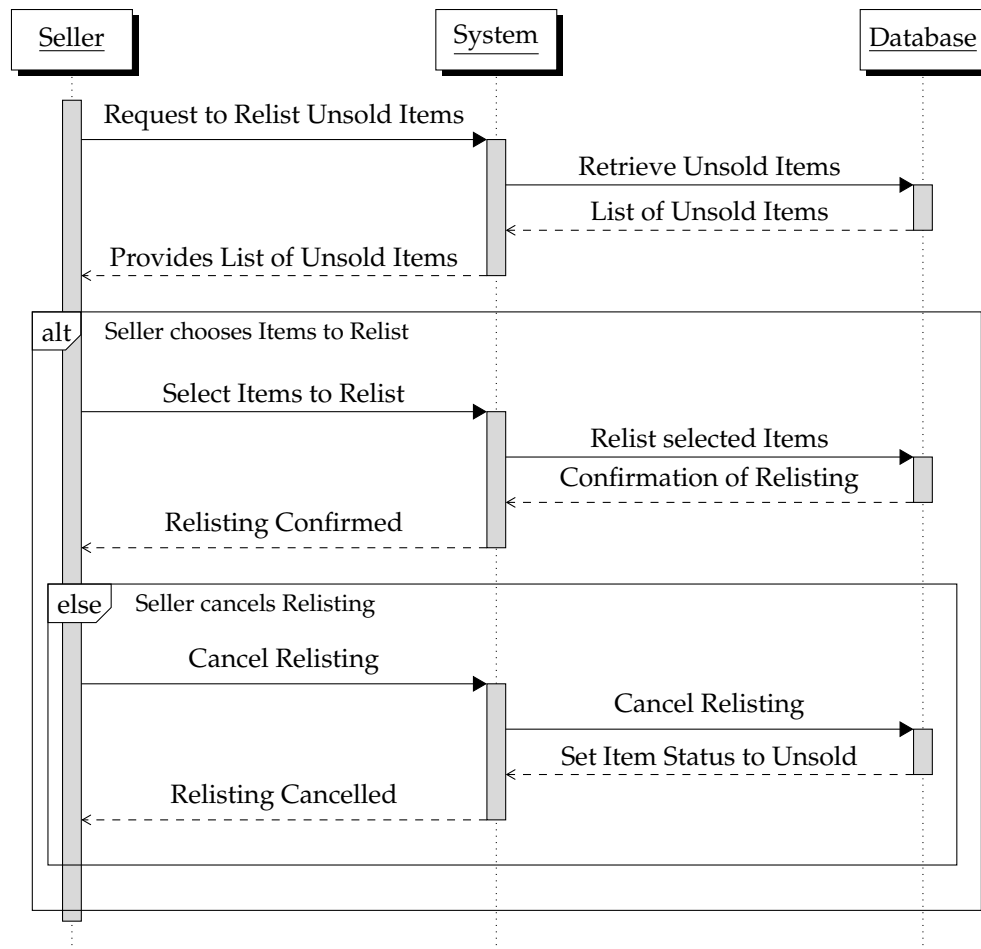 Seller
System
Database
Request to Relist Unsold Items
Retrieve Unsold Items
List of Unsold Items
Provides List of Unsold Items
alt
Seller chooses Items to Relist
Select Items to Relist
Relist selected Items
Confirmation of Relisting
Relisting Confirmed
else
Seller cancels Relisting
Cancel Relisting
Cancel Relisting
Set Item Status to Unsold
Relisting Cancelled